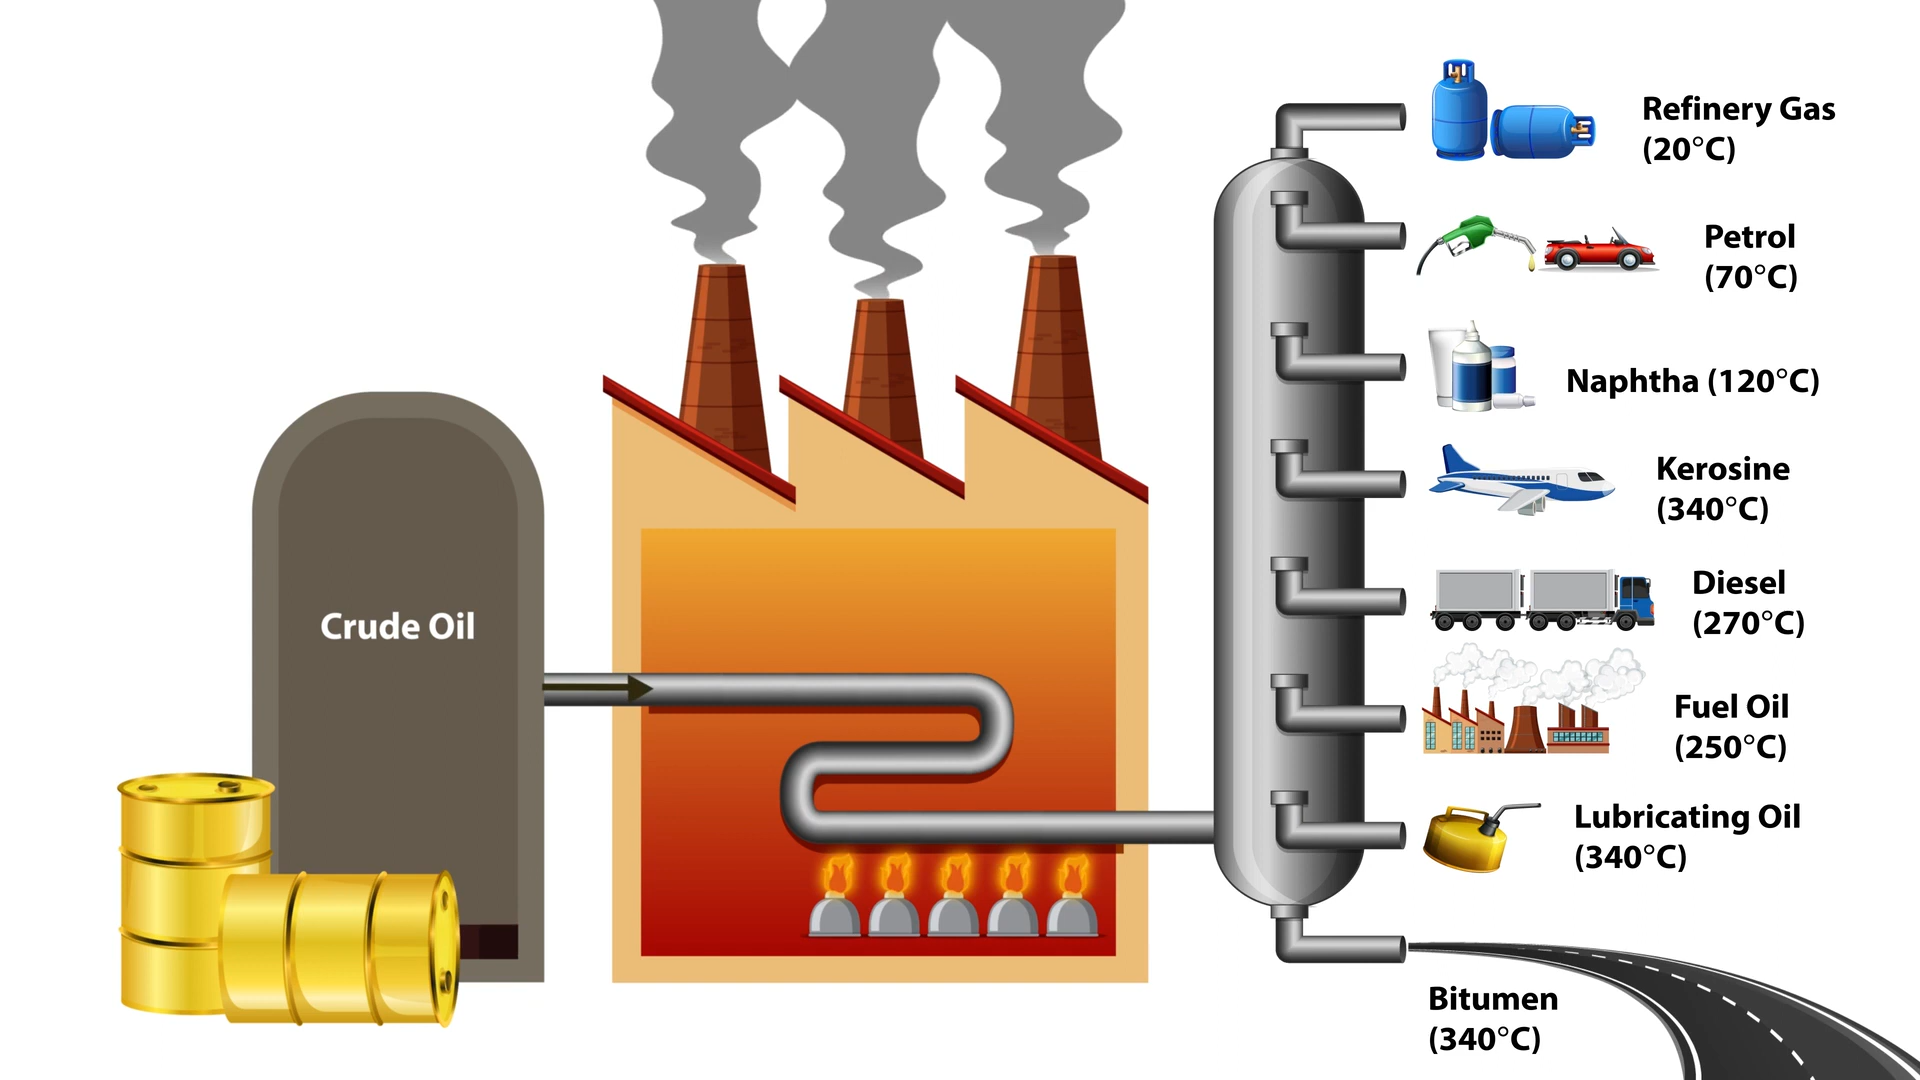 Refinery Gas
(20°C)
Petrol
(70°C)
Naphtha (120°C)
Kerosine
(340°C)
Diesel
(270°C)
Fuel Oil
(250°C)
Lubricating Oil
(340°C)
Bitumen
(340°C)
Crude Oil